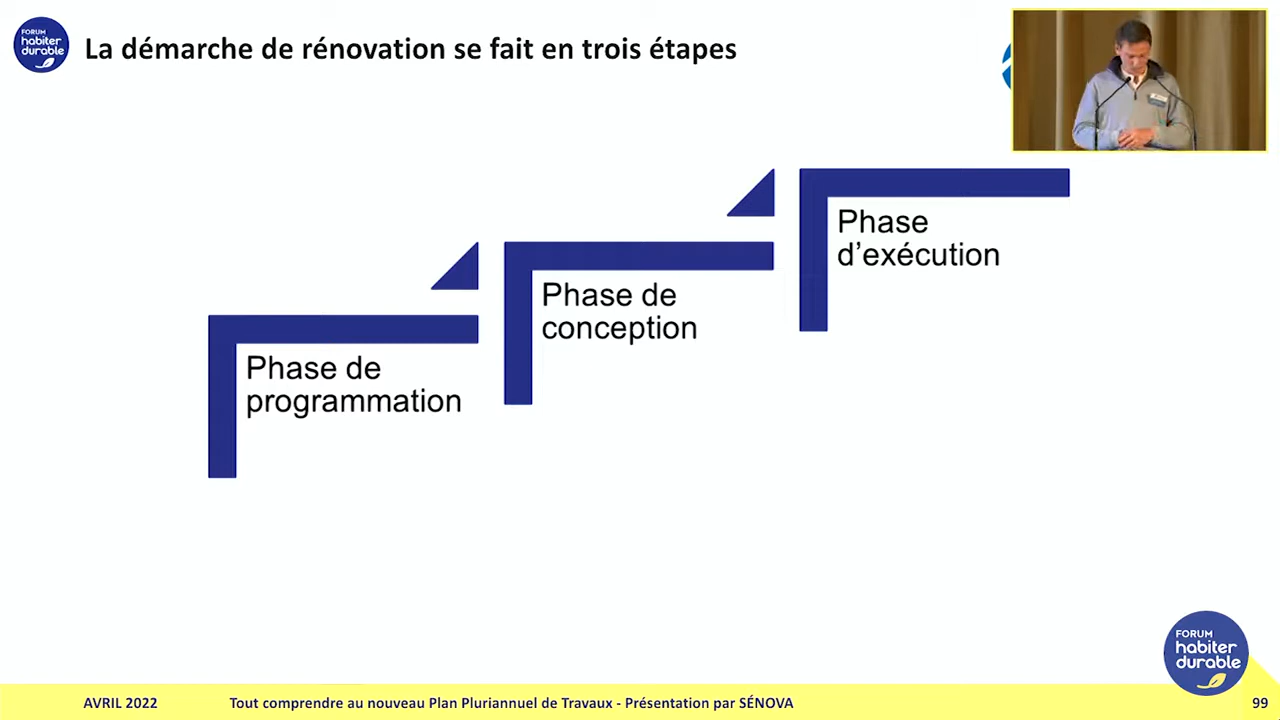 FORUM
habiter
durable
La démarche de rénovation se fait en trois étapes
Phase
d’exécution
Phase de
conception
Phase de
programmation
FORUM
habiter
durable
AVRIL 2022
Tout comprendre au nouveau Plan Pluriannuel de Travaux - Présentation par SÉNOVA
99